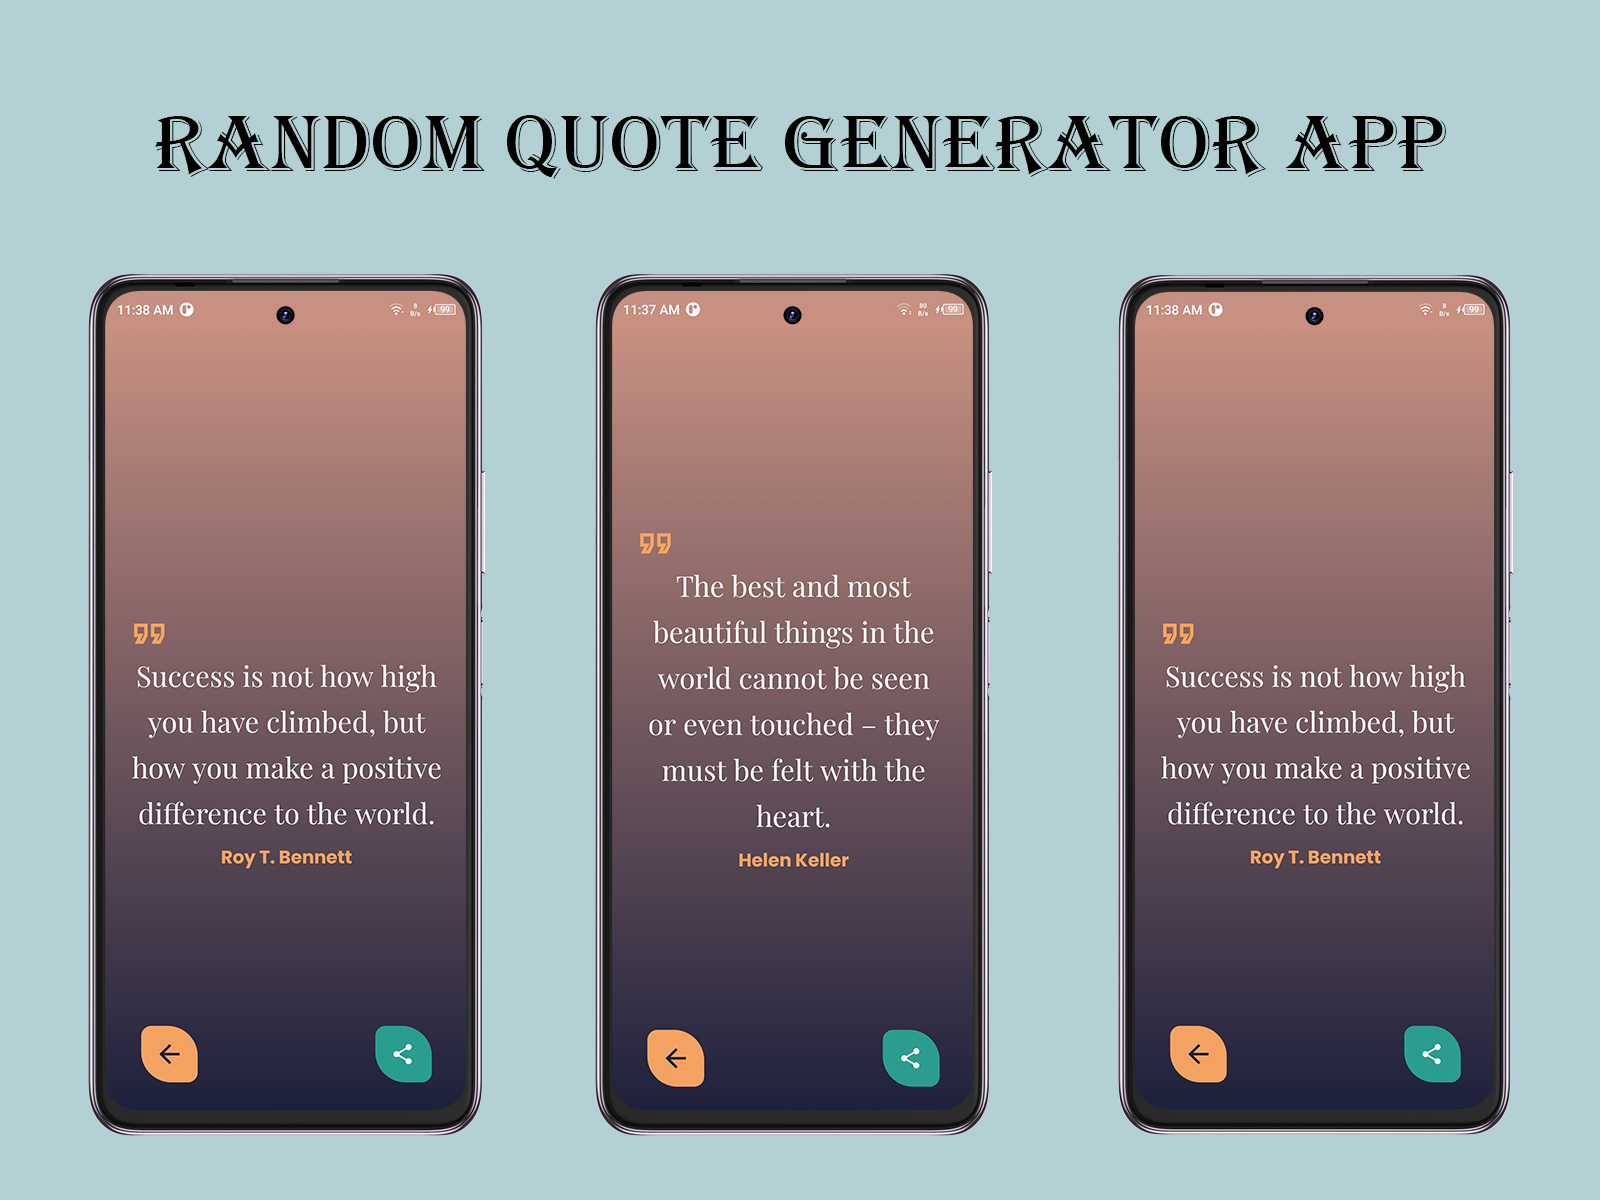 RANDOM QUOTE GENERATOR APP
11:38 AM
8
B/s
99
Success is not how high
you have climbed, but
how you make a positive
difference to the world.
Roy T. Bennett
11:37 AM
80
B/s
99
The best and most
beautiful things in the
world cannot be seen
or even touched – they
must be felt with the
heart.
Helen Keller
11:38 AM
8
B/s
99
Success is not how high
you have climbed, but
how you make a positive
difference to the world.
Roy T. Bennett